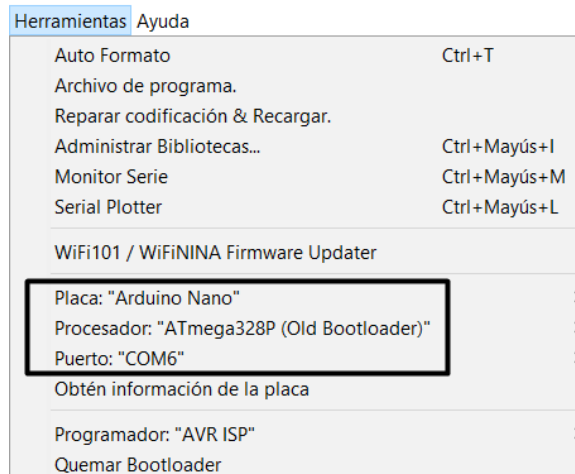 Herramientas Ayuda
Auto Formato Ctrl+T
Archivo de programa.
Reparar codificación & Recargar.
Administrar Bibliotecas... Ctrl+Mayús+I
Monitor Serie Ctrl+Mayús+M
Serial Plotter Ctrl+Mayús+L
WiFi101 / WiFiNINA Firmware Updater
Placa: "Arduino Nano"
Procesador: "ATmega328P (Old Bootloader)"
Puerto: "COM6"
Obtén información de la placa
Programador: "AVR ISP"
Quemar Bootloader